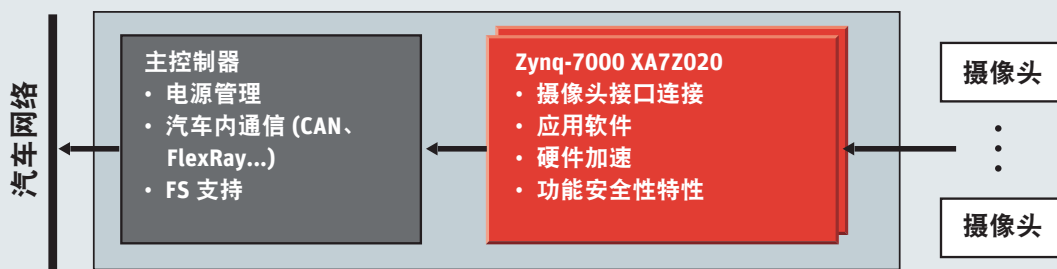 汽车网络
主控制器
• 电源管理
• 汽车内通信 (CAN、
FlexRay...)
• FS 支持
Zynq-7000 XA7Z020
• 摄像头接口连接
• 应用软件
• 硬件加速
• 功能安全性特性
摄像头
摄像头